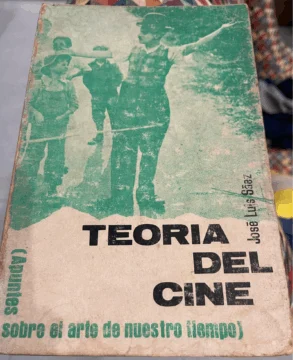 José Luis Sáez
TEORIA
DEL
CINE
(Apuntes
sobre el arte de nuestro tiempo)